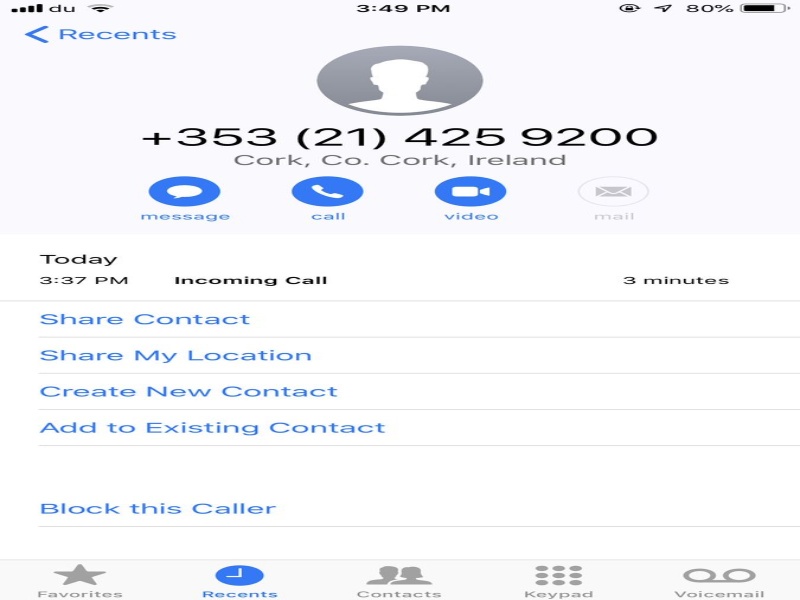 du 3:49 PM 80%
Recents
+353 (21) 425 9200
Cork, Co. Cork, Ireland
message call video mail
Today
3:37 PM Incoming Call 3 minutes
Share Contact
Share My Location
Create New Contact
Add to Existing Contact
Block this Caller
Favorites Recents Contacts Keypad Voicemail